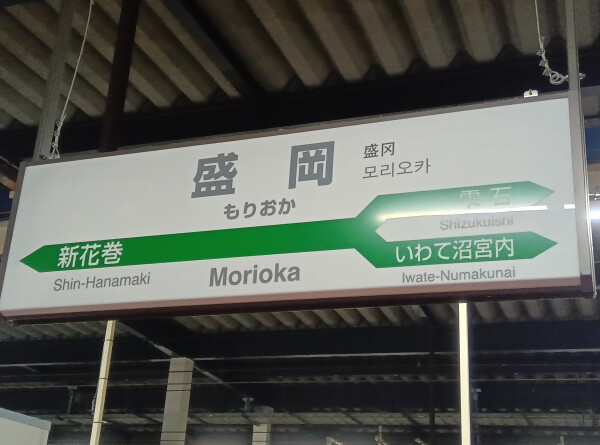 盛岡
盛冈
모리오카
もりおか
新花巻
Shin-Hanamaki
Morioka
雫石
Shizukuishi
いわて沼宮内
Iwate-Numakunai